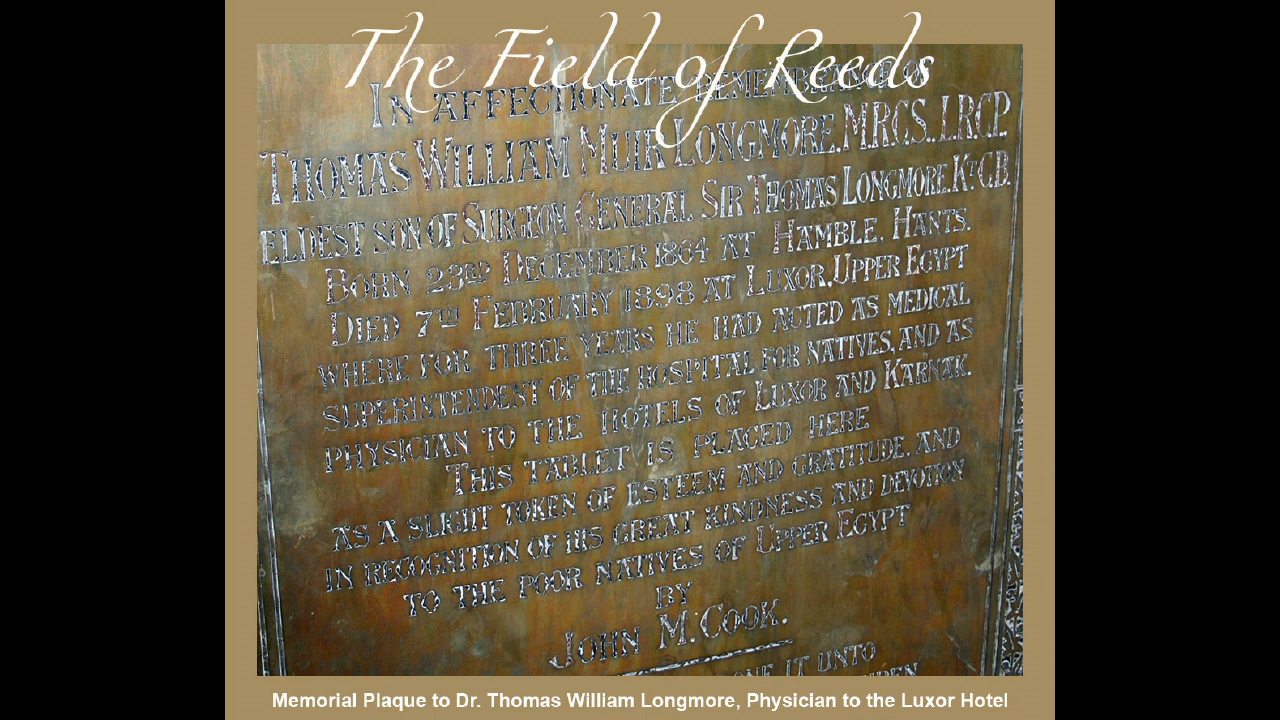 The Field of Reeds
IN AFFECTIONATE REMEMBRANCE OF
THOMAS WILLIAM MUIR LONGMORE, M.R.C.S., L.R.C.P.
ELDEST SON OF SURGEON GENERAL SIR THOMAS LONGMORE, KT. C.B.
BORN 23RD DECEMBER 1864 AT HAMBLE, HANTS.
DIED 7TH FEBRUARY 1898 AT LUXOR, UPPER EGYPT
WHERE FOR THREE YEARS HE HAD ACTED AS MEDICAL
SUPERINTENDENT OF THE HOSPITAL FOR NATIVES, AND AS
PHYSICIAN TO THE HOTELS OF LUXOR AND KARNAK.
THIS TABLET IS PLACED HERE
AS A SLIGHT TOKEN OF ESTEEM AND GRATITUDE, AND
IN RECOGNITION OF HIS GREAT KINDNESS AND DEVOTION
TO THE POOR NATIVES OF UPPER EGYPT
BY
JOHN M. COOK.
IT UNTO
Memorial Plaque to Dr. Thomas William Longmore, Physician to the Luxor Hotel